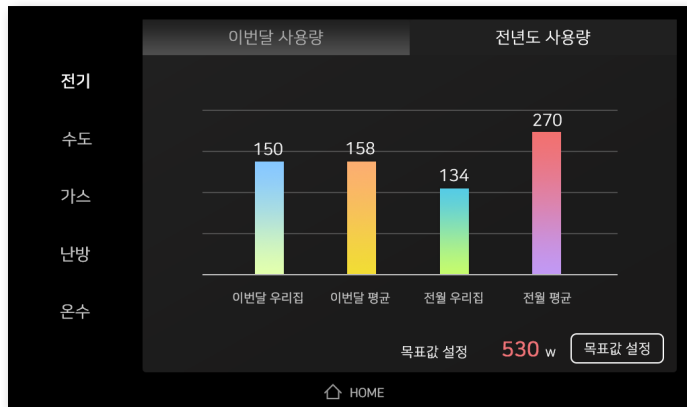 이번달 사용량
전년도 사용량
전기
수도
가스
난방
온수
150
158
134
270
이번달 우리집
이번달 평균
전월 우리집
전월 평균
목표값 설정 530 w 목표값 설정
HOME